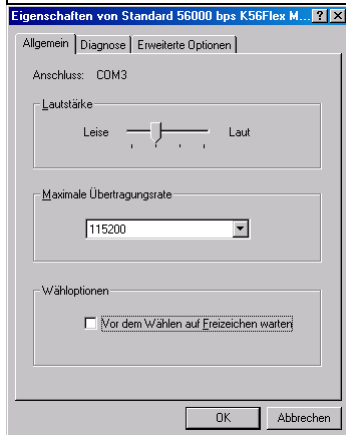 Eigenschaften von Standard 56000 bps K56Flex M...
Allgemein Diagnose Erweiterte Optionen
Anschluss: COM3
Lautstärke
Leise Laut
Maximale Übertragungsrate
115200
Wähloptionen
Vor dem Wählen auf Freizeichen warten
OK Abbrechen